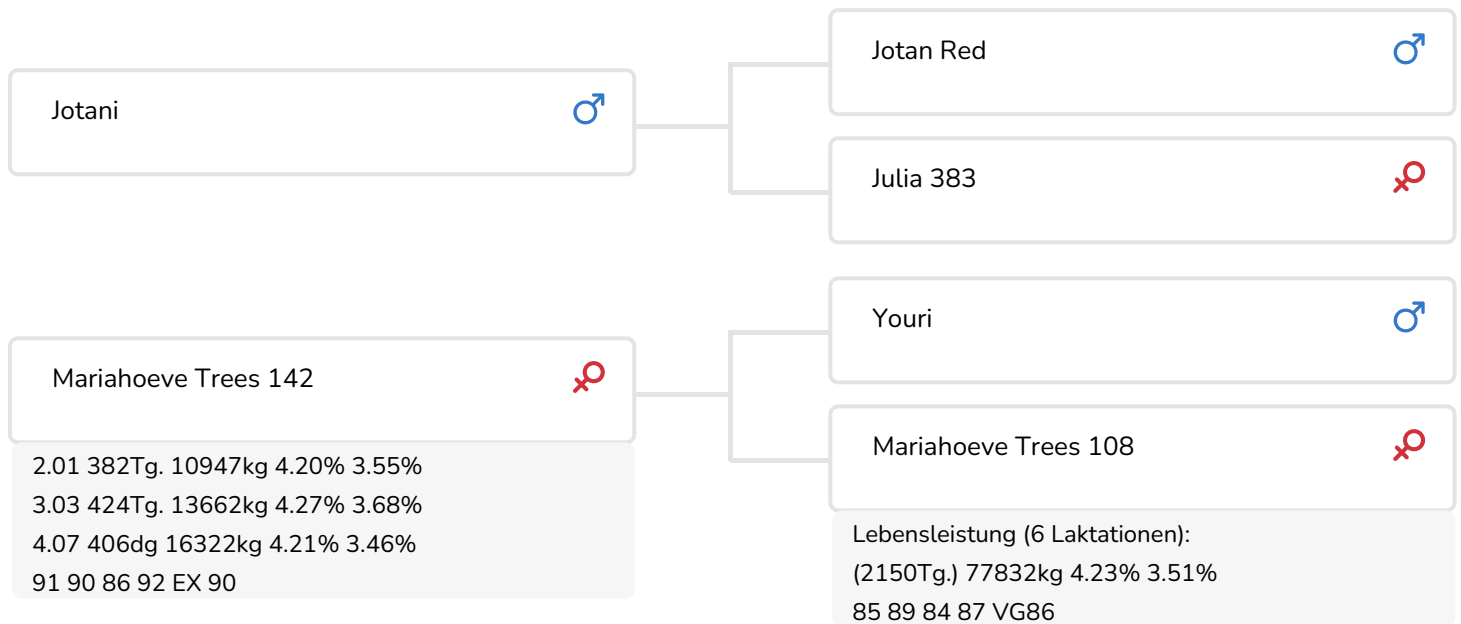 Jotani
Jotan Red
Julia 383
Mariahoeve Trees 142
2.01 382Tg. 10947kg 4.20% 3.55%
3.03 424Tg. 13662kg 4.27% 3.68%
4.07 406dg 16322kg 4.21% 3.46%
91 90 86 92 EX 90
Youri
Mariahoeve Trees 108
Lebensleistung (6 Laktationen):
(2150Tg.) 77832kg 4.23% 3.51%
85 89 84 87 VG86